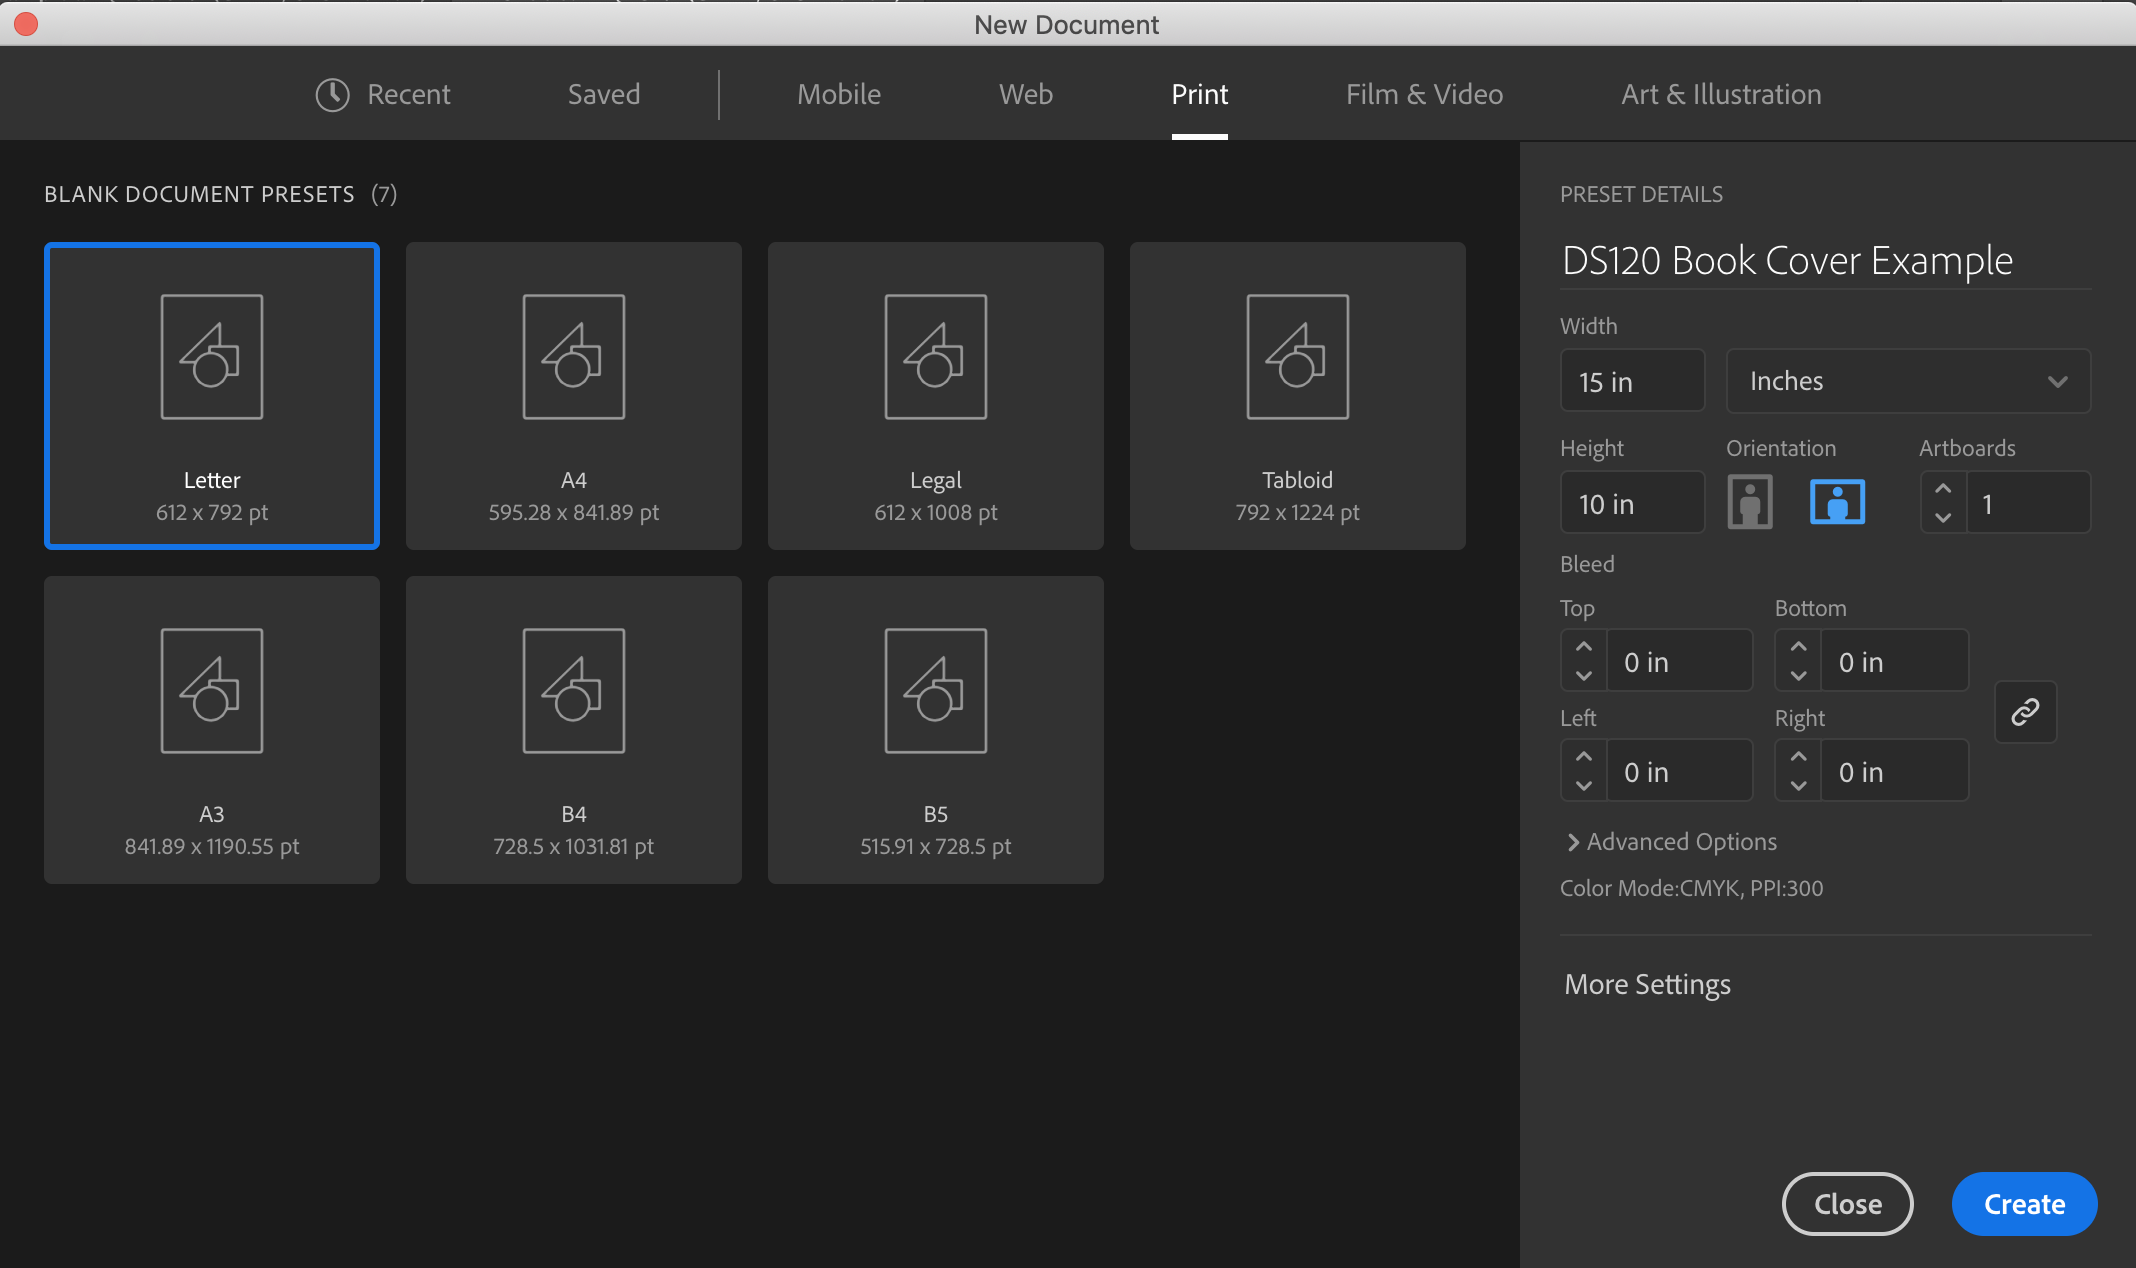 New Document
Recent Saved Mobile Web Print Film & Video Art & Illustration
BLANK DOCUMENT PRESETS (7)
Letter
612 x 792 pt
A4
595.28 x 841.89 pt
Legal
612 x 1008 pt
Tabloid
792 x 1224 pt
A3
841.89 x 1190.55 pt
B4
728.5 x 1031.81 pt
B5
515.91 x 728.5 pt
PRESET DETAILS
DS120 Book Cover Example
Width
15 in Inches
Height Orientation Artboards
10 in 1
Bleed
Top Bottom
0 in 0 in
Left Right
0 in 0 in
Advanced Options
Color Mode:CMYK, PPI:300
More Settings
Close Create